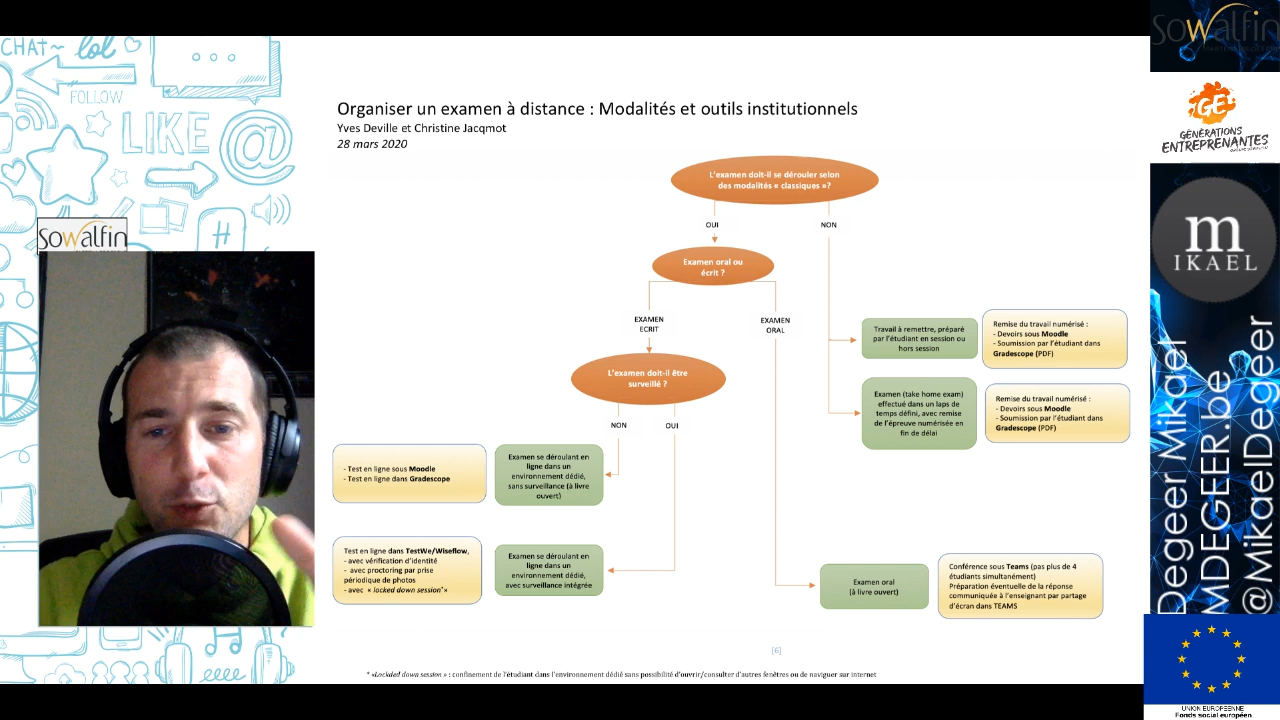 CHAT~ lol
FOLLOW
LIKE
@
#
Sowalfin
Organiser un examen à distance : Modalités et outils institutionnels
Yves Deville et Christine Jacqmot
28 mars 2020
L'examen doit-il se dérouler selon
des modalités « classiques »?
OUI
NON
Examen oral ou
écrit ?
EXAMEN
ECRIT
EXAMEN
ORAL
Travail à remettre, préparé
par l'étudiant en session ou
hors session
Remise du travail numérisé :
- Devoirs sous Moodle
- Soumission par l'étudiant dans
Gradescope (PDF)
L'examen doit-il être
surveillé ?
Examen (take home exam)
effectué dans un laps de
temps défini, avec remise
de l'épreuve numérisée en
fin de délai
Remise du travail numérisé :
- Devoirs sous Moodle
- Soumission par l'étudiant dans
Gradescope (PDF)
NON
OUI
- Test en ligne sous Moodle
- Test en ligne dans Gradescope
Examen se déroulant en
ligne dans un
environnement dédié,
sans surveillance (à livre
ouvert)
Test en ligne dans TestWe/Wiseflow,
- avec vérification d'identité
- avec proctoring par prise
périodique de photos
- avec « locked down session*»
Examen se déroulant en
ligne dans un
environnement dédié,
avec surveillance intégrée
Examen oral
(à livre ouvert)
Conférence sous Teams (pas plus de 4
étudiants simultanément)
Préparation éventuelle de la réponse
communiquée à l'enseignant par partage
d'écran dans TEAMS
[6]
* «Lockded down session » : confinement de l'étudiant dans l'environnement dédié sans possibilité d'ouvrir/consulter d'autres fenêtres ou de naviguer sur internet
Sowalfin
GE
GÉNÉRATIONS
ENTREPRENANTES
m
IKAEL
Degeer Mikael
MDEGEER.be
@MikaelDegeer
UNION EUROPEENNE
Fonds social européen